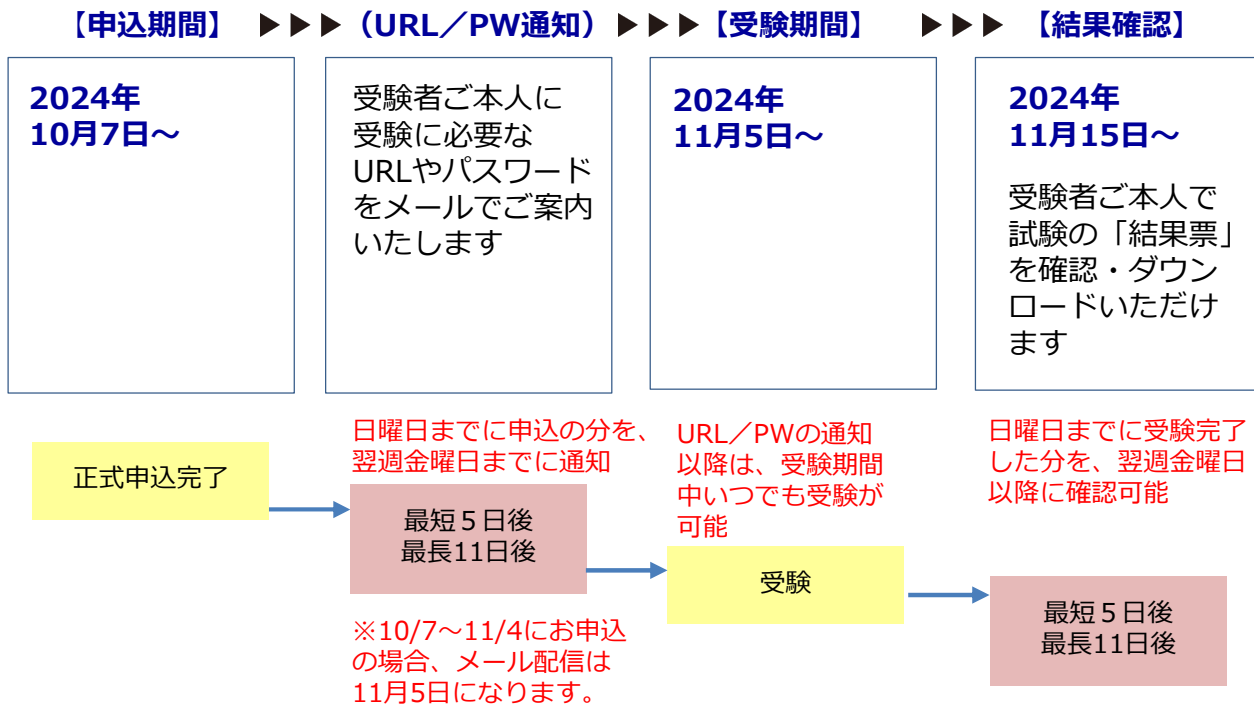 【申込期間】 ▶▶▶ （URL／PW通知） ▶▶▶ 【受験期間】 ▶▶▶ 【結果確認】
2024年
10月7日～
受験者ご本人に
受験に必要な
URLやパスワード
をメールでご案内
いたします
2024年
11月5日～
2024年
11月15日～
受験者ご本人で
試験の「結果票」
を確認・ダウン
ロードいただけ
ます
正式申込完了
日曜日までに申込の分を、
翌週金曜日までに通知
最短５日後
最長11日後
※10/7～11/4にお申込
の場合、メール配信は
11月5日になります。
URL／PWの通知
以降は、受験期間
中いつでも受験が
可能
受験
日曜日までに受験完了
した分を、翌週金曜日
以降に確認可能
最短５日後
最長11日後